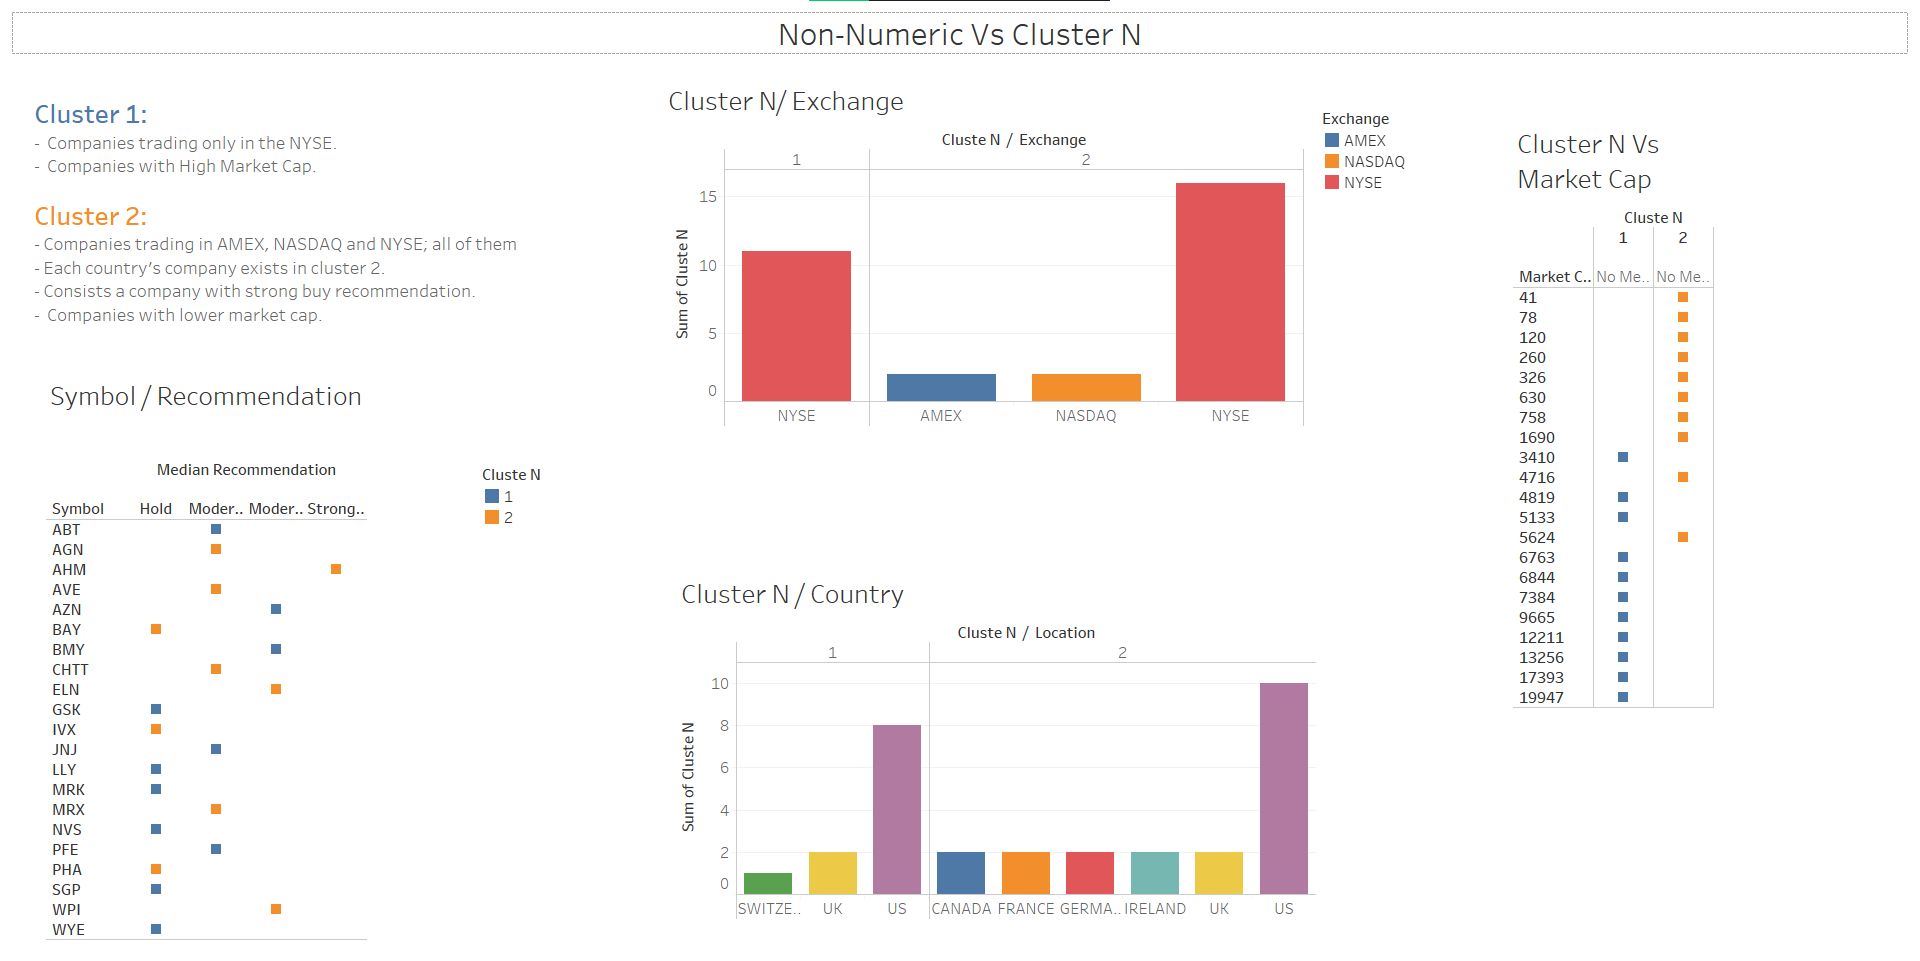 Non-Numeric Vs Cluster N
Cluster 1:
- Companies trading only in the NYSE.
- Companies with High Market Cap.
Cluster 2:
- Companies trading in AMEX, NASDAQ and NYSE; all of them
- Each country's company exists in cluster 2.
- Consists a company with strong buy recommendation.
- Companies with lower market cap.
Symbol / Recommendation
Median Recommendation
Symbol Hold Moder.. Moder.. Strong..
ABT
AGN
AHM
AVE
AZN
BAY
BMY
CHTT
ELN
GSK
IVX
JNJ
LLY
MRK
MRX
NVS
PFE
PHA
SGP
WPI
WYE
Cluste N
1
2
Cluster N/ Exchange
Cluste N / Exchange
1 2
Sum of Cluste N
15
10
5
0
NYSE AMEX NASDAQ NYSE
Exchange
AMEX
NASDAQ
NYSE
Cluster N / Country
Cluste N / Location
1 2
Sum of Cluste N
10
8
6
4
2
0
SWITZE.. UK US CANADA FRANCE GERMA.. IRELAND UK US
Cluster N Vs
Market Cap
Cluste N
1 2
Market C.. No Me.. No Me..
41
78
120
260
326
630
758
1690
3410
4716
4819
5133
5624
6763
6844
7384
9665
12211
13256
17393
19947